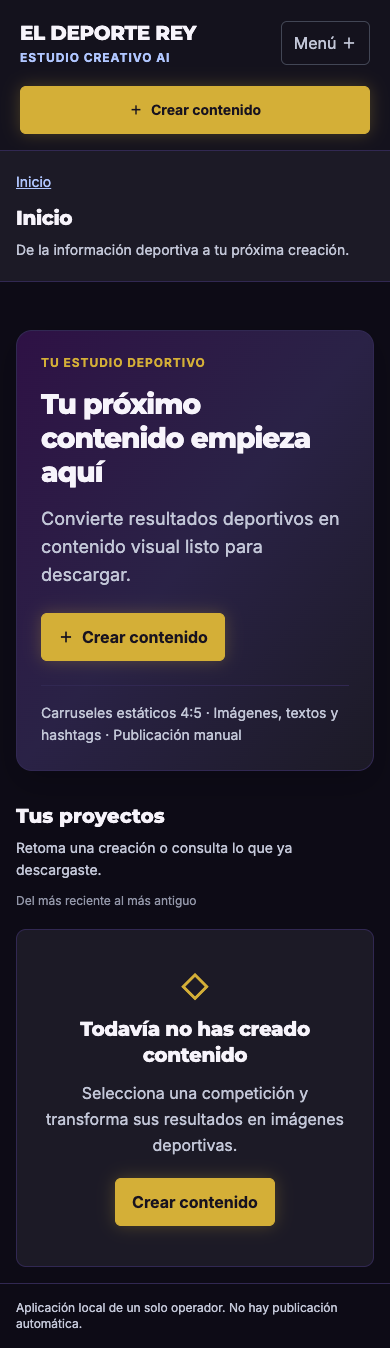 EL DEPORTE REY
ESTUDIO CREATIVO AI
Menú +
+ Crear contenido
Inicio
Inicio
De la información deportiva a tu próxima creación.
TU ESTUDIO DEPORTIVO
Tu próximo
contenido empieza
aquí
Convierte resultados deportivos en
contenido visual listo para
descargar.
+ Crear contenido
Carruseles estáticos 4:5 · Imágenes, textos y
hashtags · Publicación manual
Tus proyectos
Retoma una creación o consulta lo que ya
descargaste.
Del más reciente al más antiguo
Todavía no has creado
contenido
Selecciona una competición y
transforma sus resultados en imágenes
deportivas.
Crear contenido
Aplicación local de un solo operador. No hay publicación
automática.